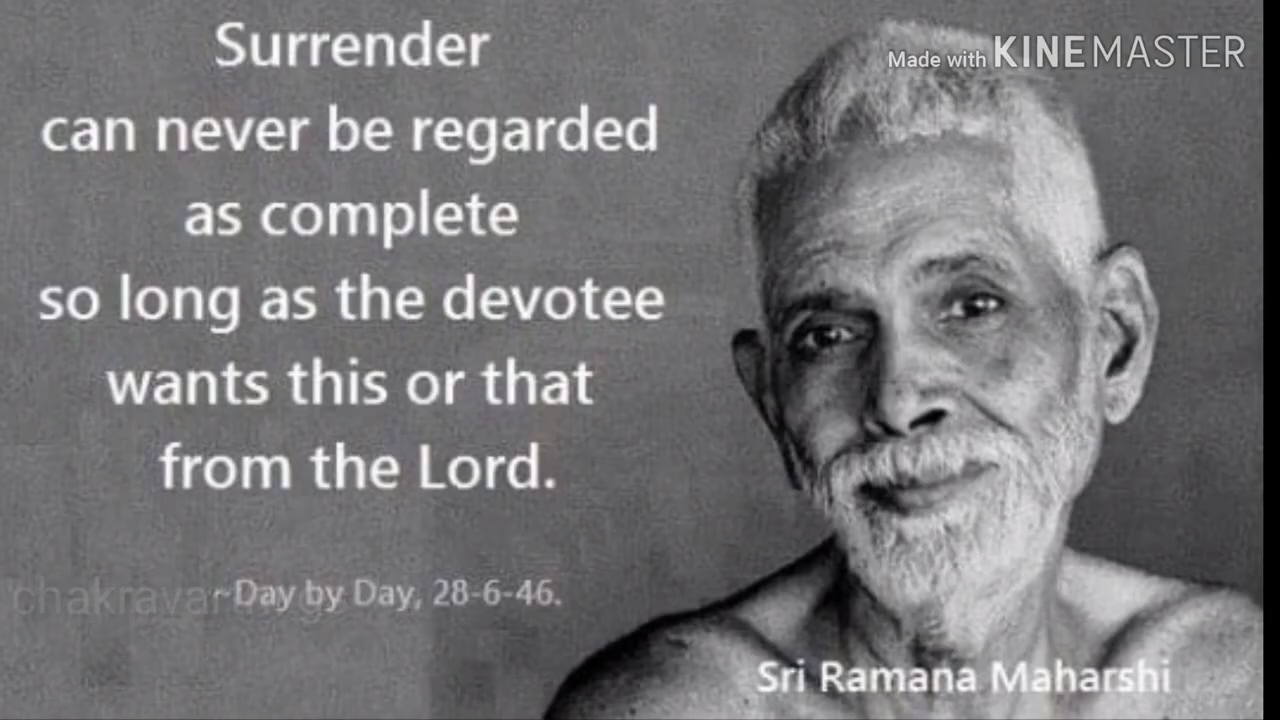 Surrender
can never be regarded
as complete
so long as the devotee
wants this or that
from the Lord.
~Day by Day, 28-6-46.
Made with KINEMASTER
Sri Ramana Maharshi